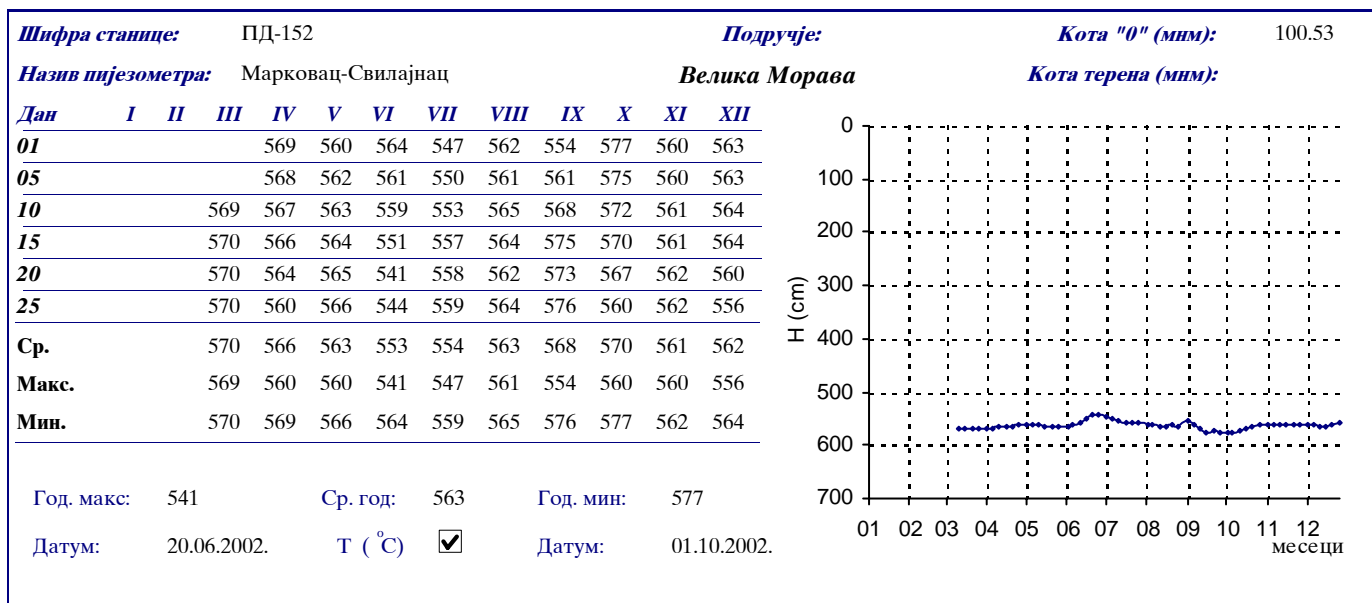 Шифра станице: ПД-152 Подручје: Кота "0" (мнм): 100.53
Назив пијезометра: Марковац-Свилајнац Велика Морава Кота терена (мнм):
Дан I II III IV V VI VII VIII IX X XI XII
01 569 560 564 547 562 554 577 560 563
05 568 562 561 550 561 561 575 560 563
10 569 567 563 559 553 565 568 572 561 564
15 570 566 564 551 557 564 575 570 561 564
20 570 564 565 541 558 562 573 567 562 560
25 570 560 566 544 559 564 576 560 562 556
Ср. 570 566 563 553 554 563 568 570 561 562
Макс. 569 560 560 541 547 561 554 560 560 556
Мин. 570 569 566 564 559 565 576 577 562 564
Год. макс: 541 Ср. год: 563 Год. мин: 577
Датум: 20.06.2002. Т ( °C) Датум: 01.10.2002.
H (cm)
0
100
200
300
400
500
600
700
01 02 03 04 05 06 07 08 09 10 11 12
месеци